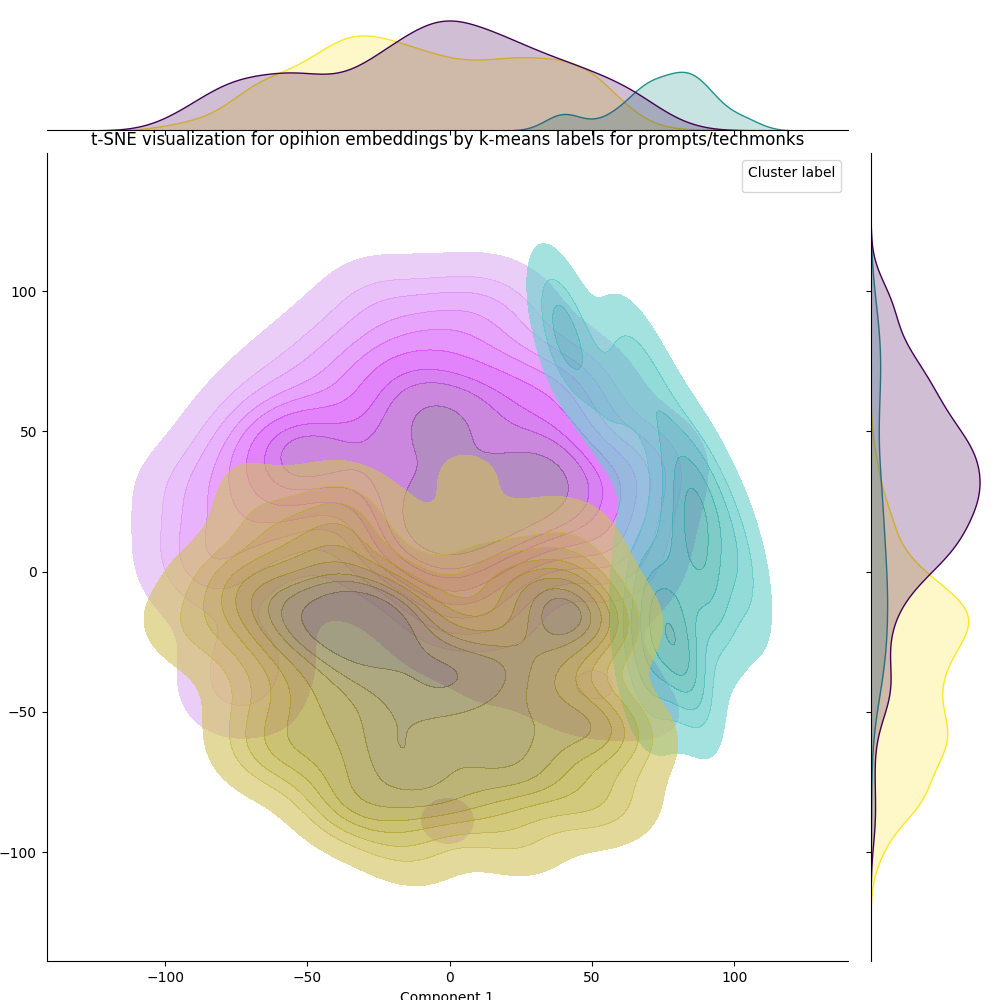 t-SNE visualization for opinion embeddings by k-means labels for prompts/techmonks
Cluster label
100
50
0
−50
−100
−100 −50 0 50 100
Component 1